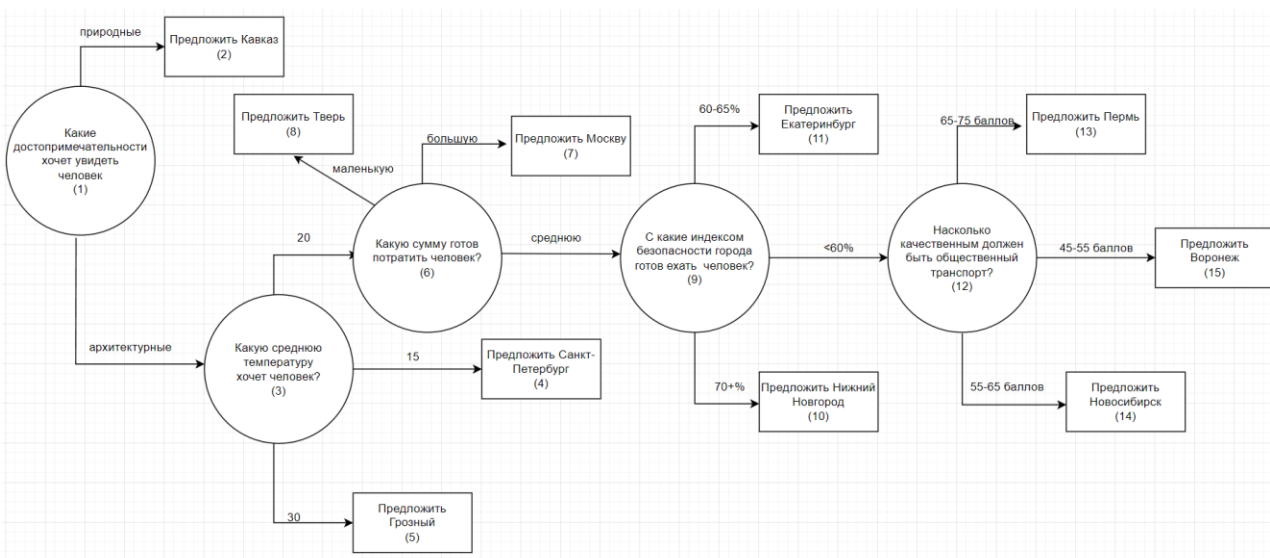 природные
Предложить Кавказ
(2)
Какие
достопримечательности
хочет увидеть
человек
(1)
архитектурные
Какую среднюю
температуру
хочет человек?
(3)
15
Предложить Санкт-
Петербург
(4)
30
Предложить
Грозный
(5)
20
Какую сумму готов
потратить человек?
(6)
большую
Предложить Москву
(7)
маленькую
Предложить Тверь
(8)
среднюю
С какие индексом
безопасности города
готов ехать человек?
(9)
60-65%
Предложить
Екатеринбург
(11)
70+%
Предложить Нижний
Новгород
(10)
<60%
Насколько
качественным должен
быть общественный
транспорт?
(12)
65-75 баллов
Предложить Пермь
(13)
45-55 баллов
Предложить
Воронеж
(15)
55-65 баллов
Предложить
Новосибирск
(14)